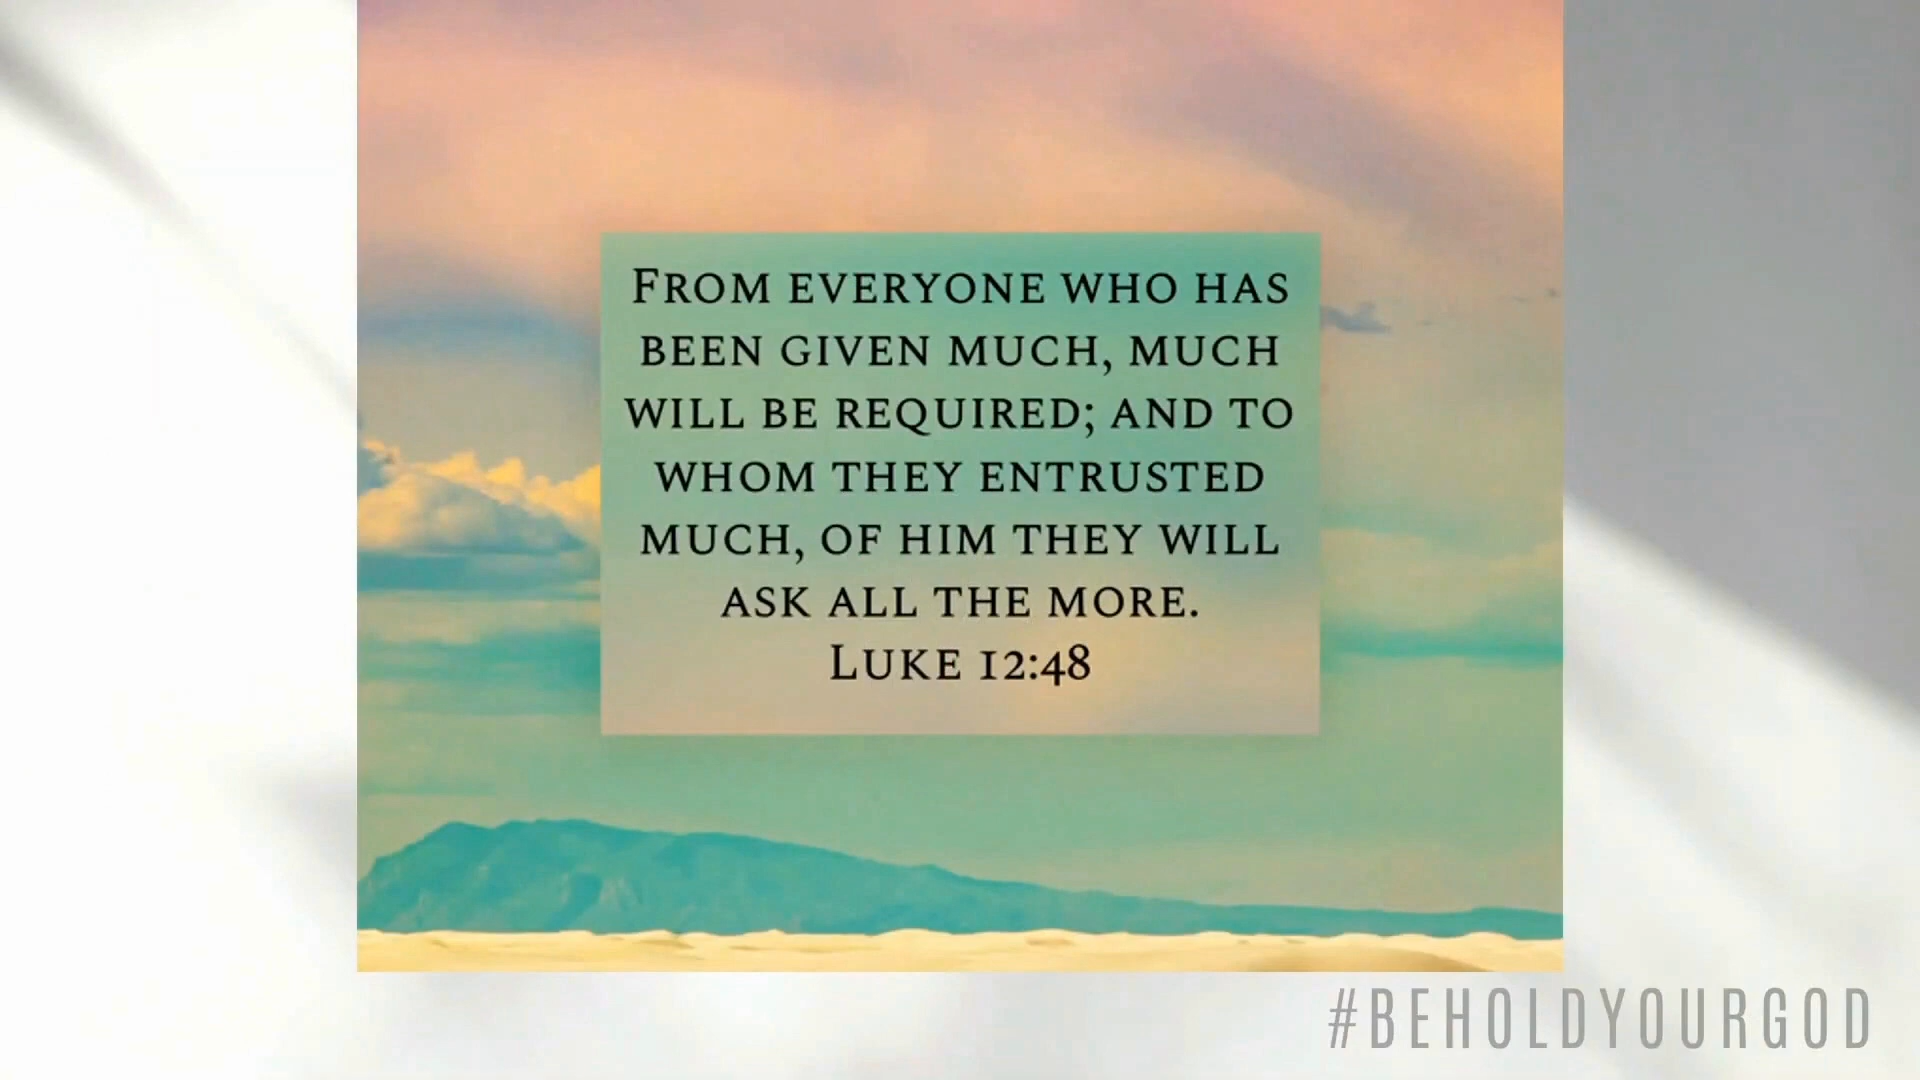 From everyone who has
been given much, much
will be required; and to
whom they entrusted
much, of him they will
ask all the more.
Luke 12:48
#BEHOLDYOURGOD